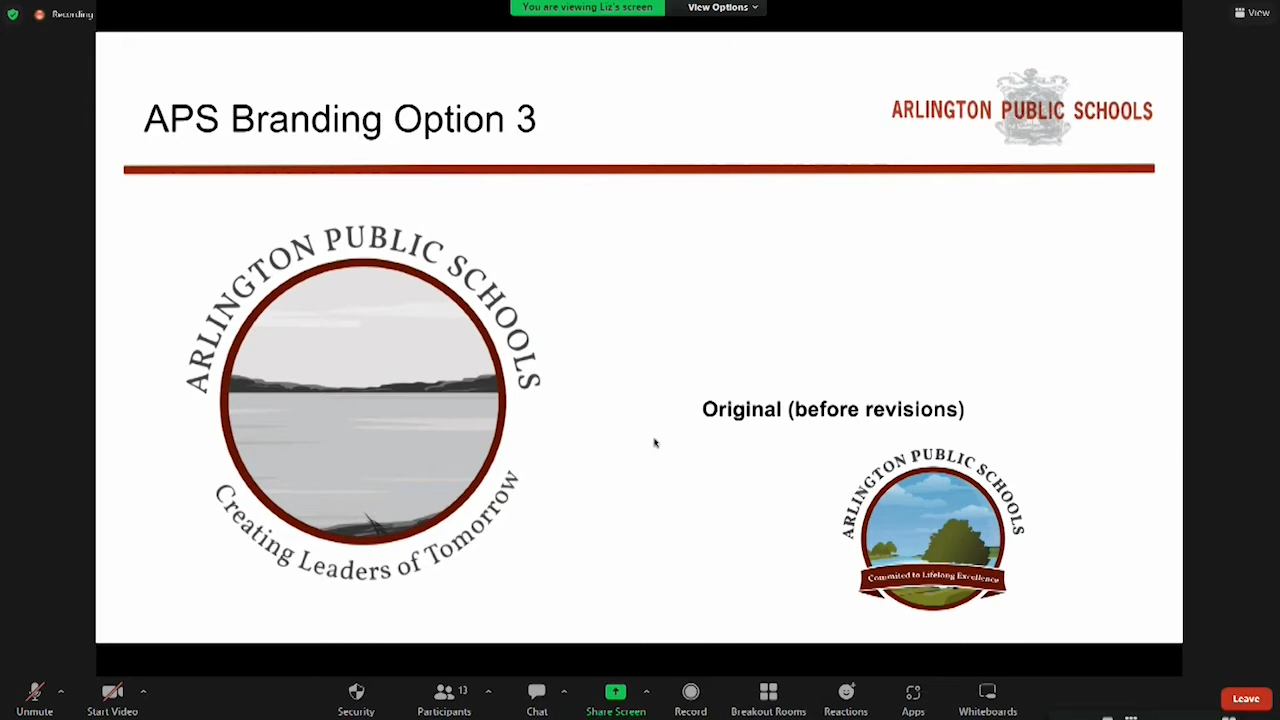 Recording
You are viewing Liz's screen
View Options
View
APS Branding Option 3
ARLINGTON PUBLIC SCHOOLS
ARLINGTON PUBLIC SCHOOLS
Creating Leaders of Tomorrow
Original (before revisions)
ARLINGTON PUBLIC SCHOOLS
Commited to Lifelong Excellence
Unmute
Start Video
Security
13
Participants
Chat
Share Screen
Record
Breakout Rooms
Reactions
Apps
Whiteboards
Leave